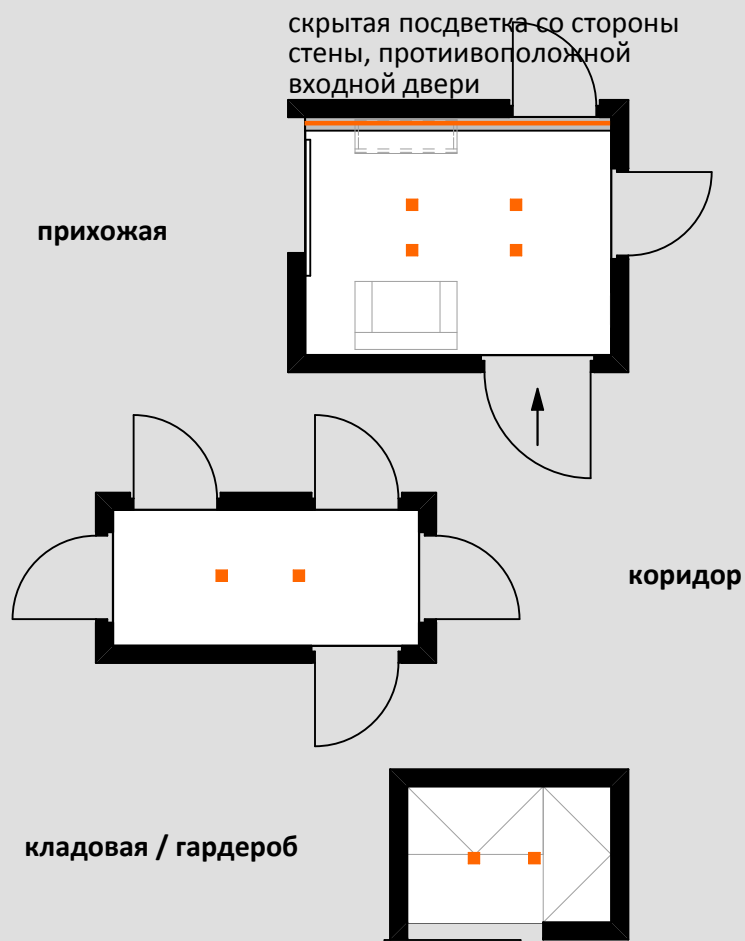 скрытая посдветка со стороны
стены, протиивоположной
входной двери
прихожая
коридор
кладовая / гардероб